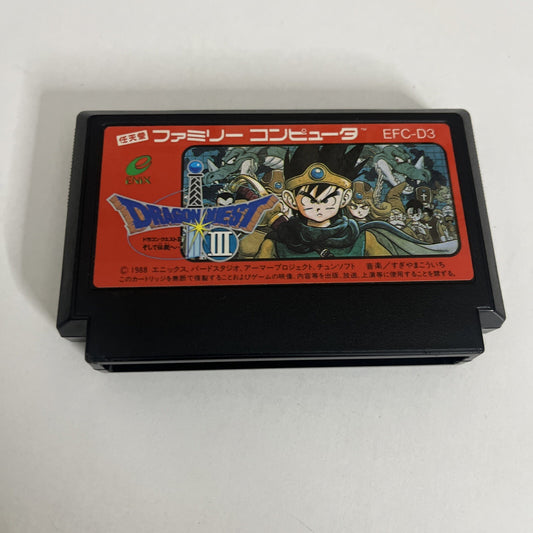 任天堂 ファミリー コンピュータ™ EFC-D3
ENIX
DRAGON QUEST
III
ドラゴンクエストⅢ
そして伝説へ…
© 1988 エニックス, バードスタジオ, アーマープロジェクト, チュンソフト 音楽/すぎやまこういち
このカートリッジを無断で複製することおよびゲームの映像、内容等を出版、放送、上演等に使用することを禁ずる。